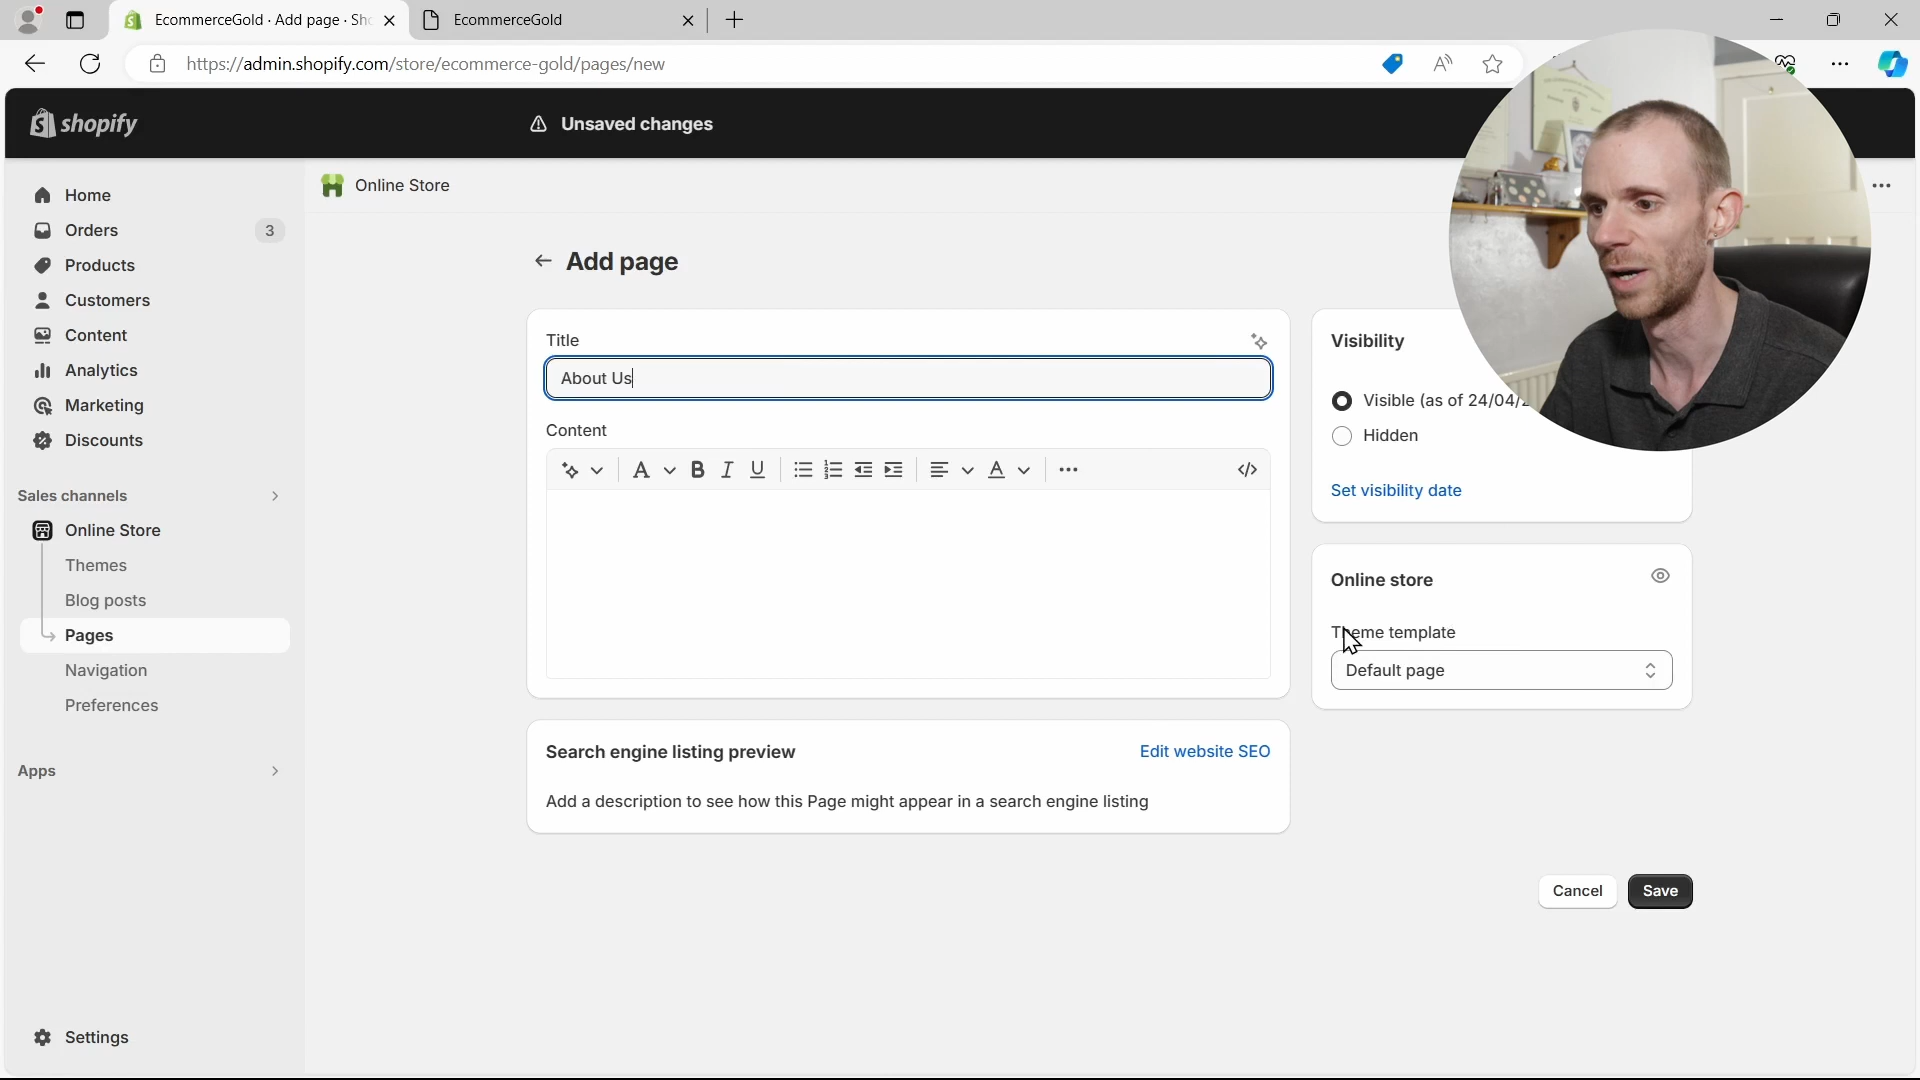 EcommerceGold · Add page · Sh
EcommerceGold
https://admin.shopify.com/store/ecommerce-gold/pages/new
shopify
Unsaved changes
Home
Orders
3
Products
Customers
Content
Analytics
Marketing
Discounts
Sales channels
Online Store
Themes
Blog posts
Pages
Navigation
Preferences
Apps
Settings
Online Store
Add page
Title
About Us
Content
Search engine listing preview
Edit website SEO
Add a description to see how this Page might appear in a search engine listing
Visibility
Visible (as of 24/04/
Hidden
Set visibility date
Online store
Theme template
Default page
Cancel
Save